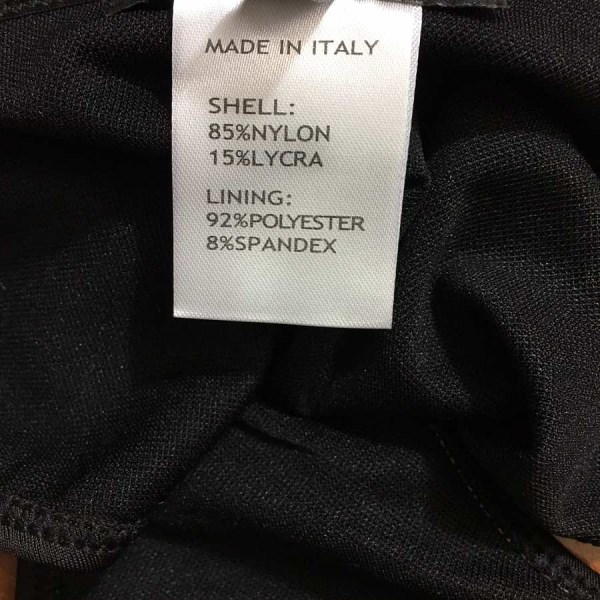 MADE IN ITALY
SHELL:
85%NYLON
15%LYCRA
LINING:
92%POLYESTER
8%SPANDEX